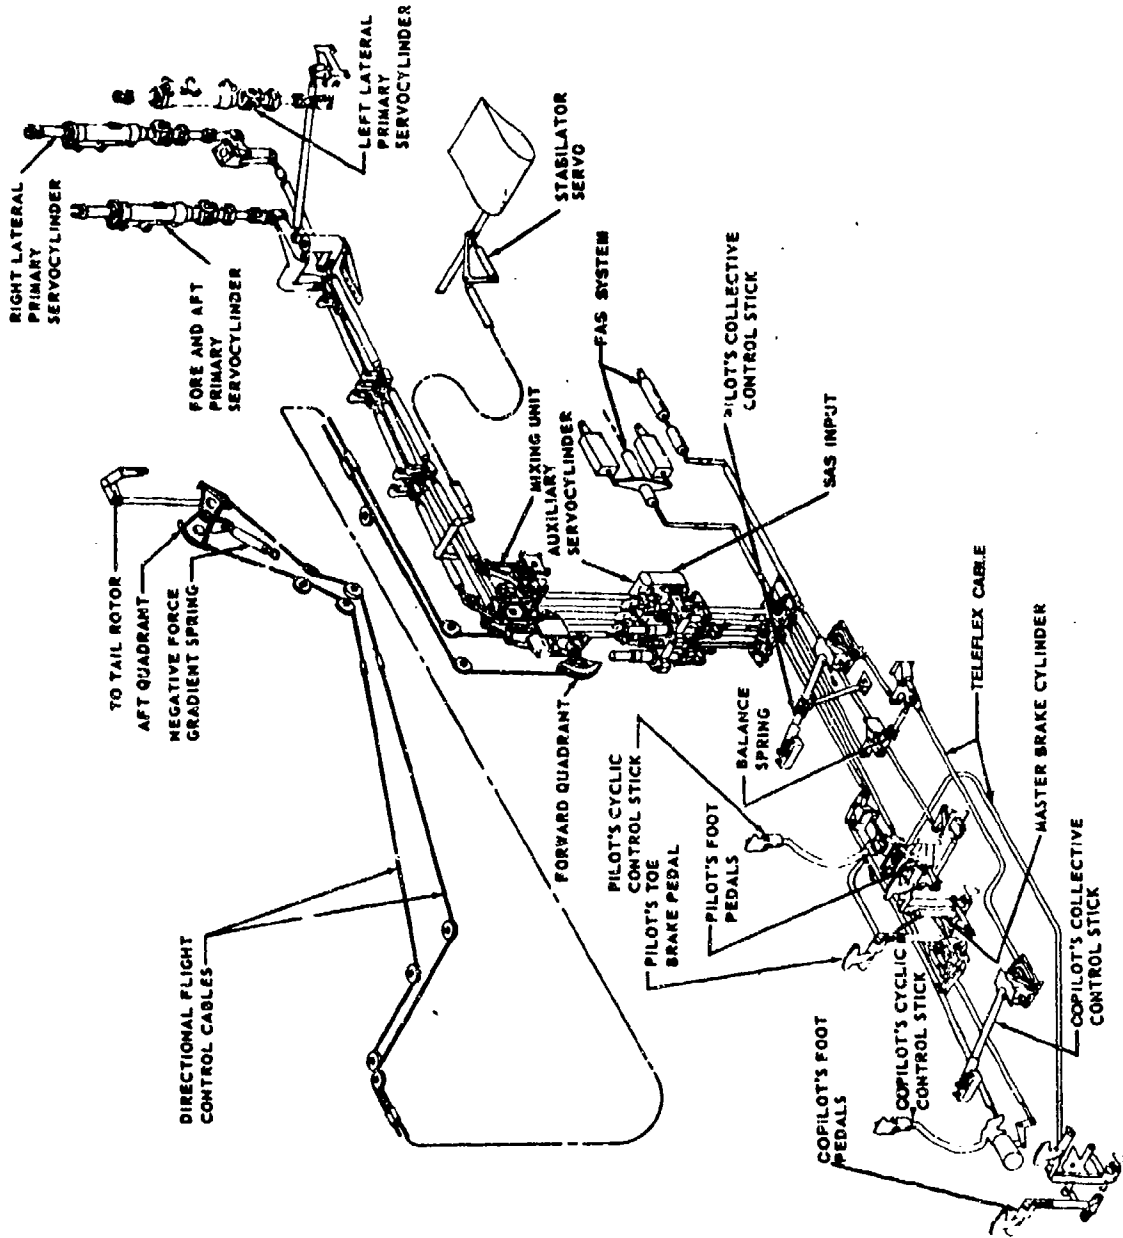 RIGHT LATERAL
PRIMARY
SERVOCYLINDER
FORE AND AFT
PRIMARY
SERVOCYLINDER
LEFT LATERAL
PRIMARY
SERVOCYLINDER
STABILATOR
SERVO
TO TAIL ROTOR
AFT QUADRANT
NEGATIVE FORCE
GRADIENT SPRING
MIXING UNIT
AUXILIARY
SERVOCYLINDER
FAS SYSTEM
PILOT'S COLLECTIVE
CONTROL STICK
SAS INPUT
DIRECTIONAL FLIGHT
CONTROL CABLES
FORWARD QUADRANT
PILOT'S CYCLIC
CONTROL STICK
PILOT'S TOE
BRAKE PEDAL
PILOT'S FOOT
PEDALS
BALANCE
SPRING
TELEFLEX CABLE
MASTER BRAKE CYLINDER
COPILOT'S COLLECTIVE
CONTROL STICK
COPILOT'S CYCLIC
CONTROL STICK
COPILOT'S FOOT
PEDALS